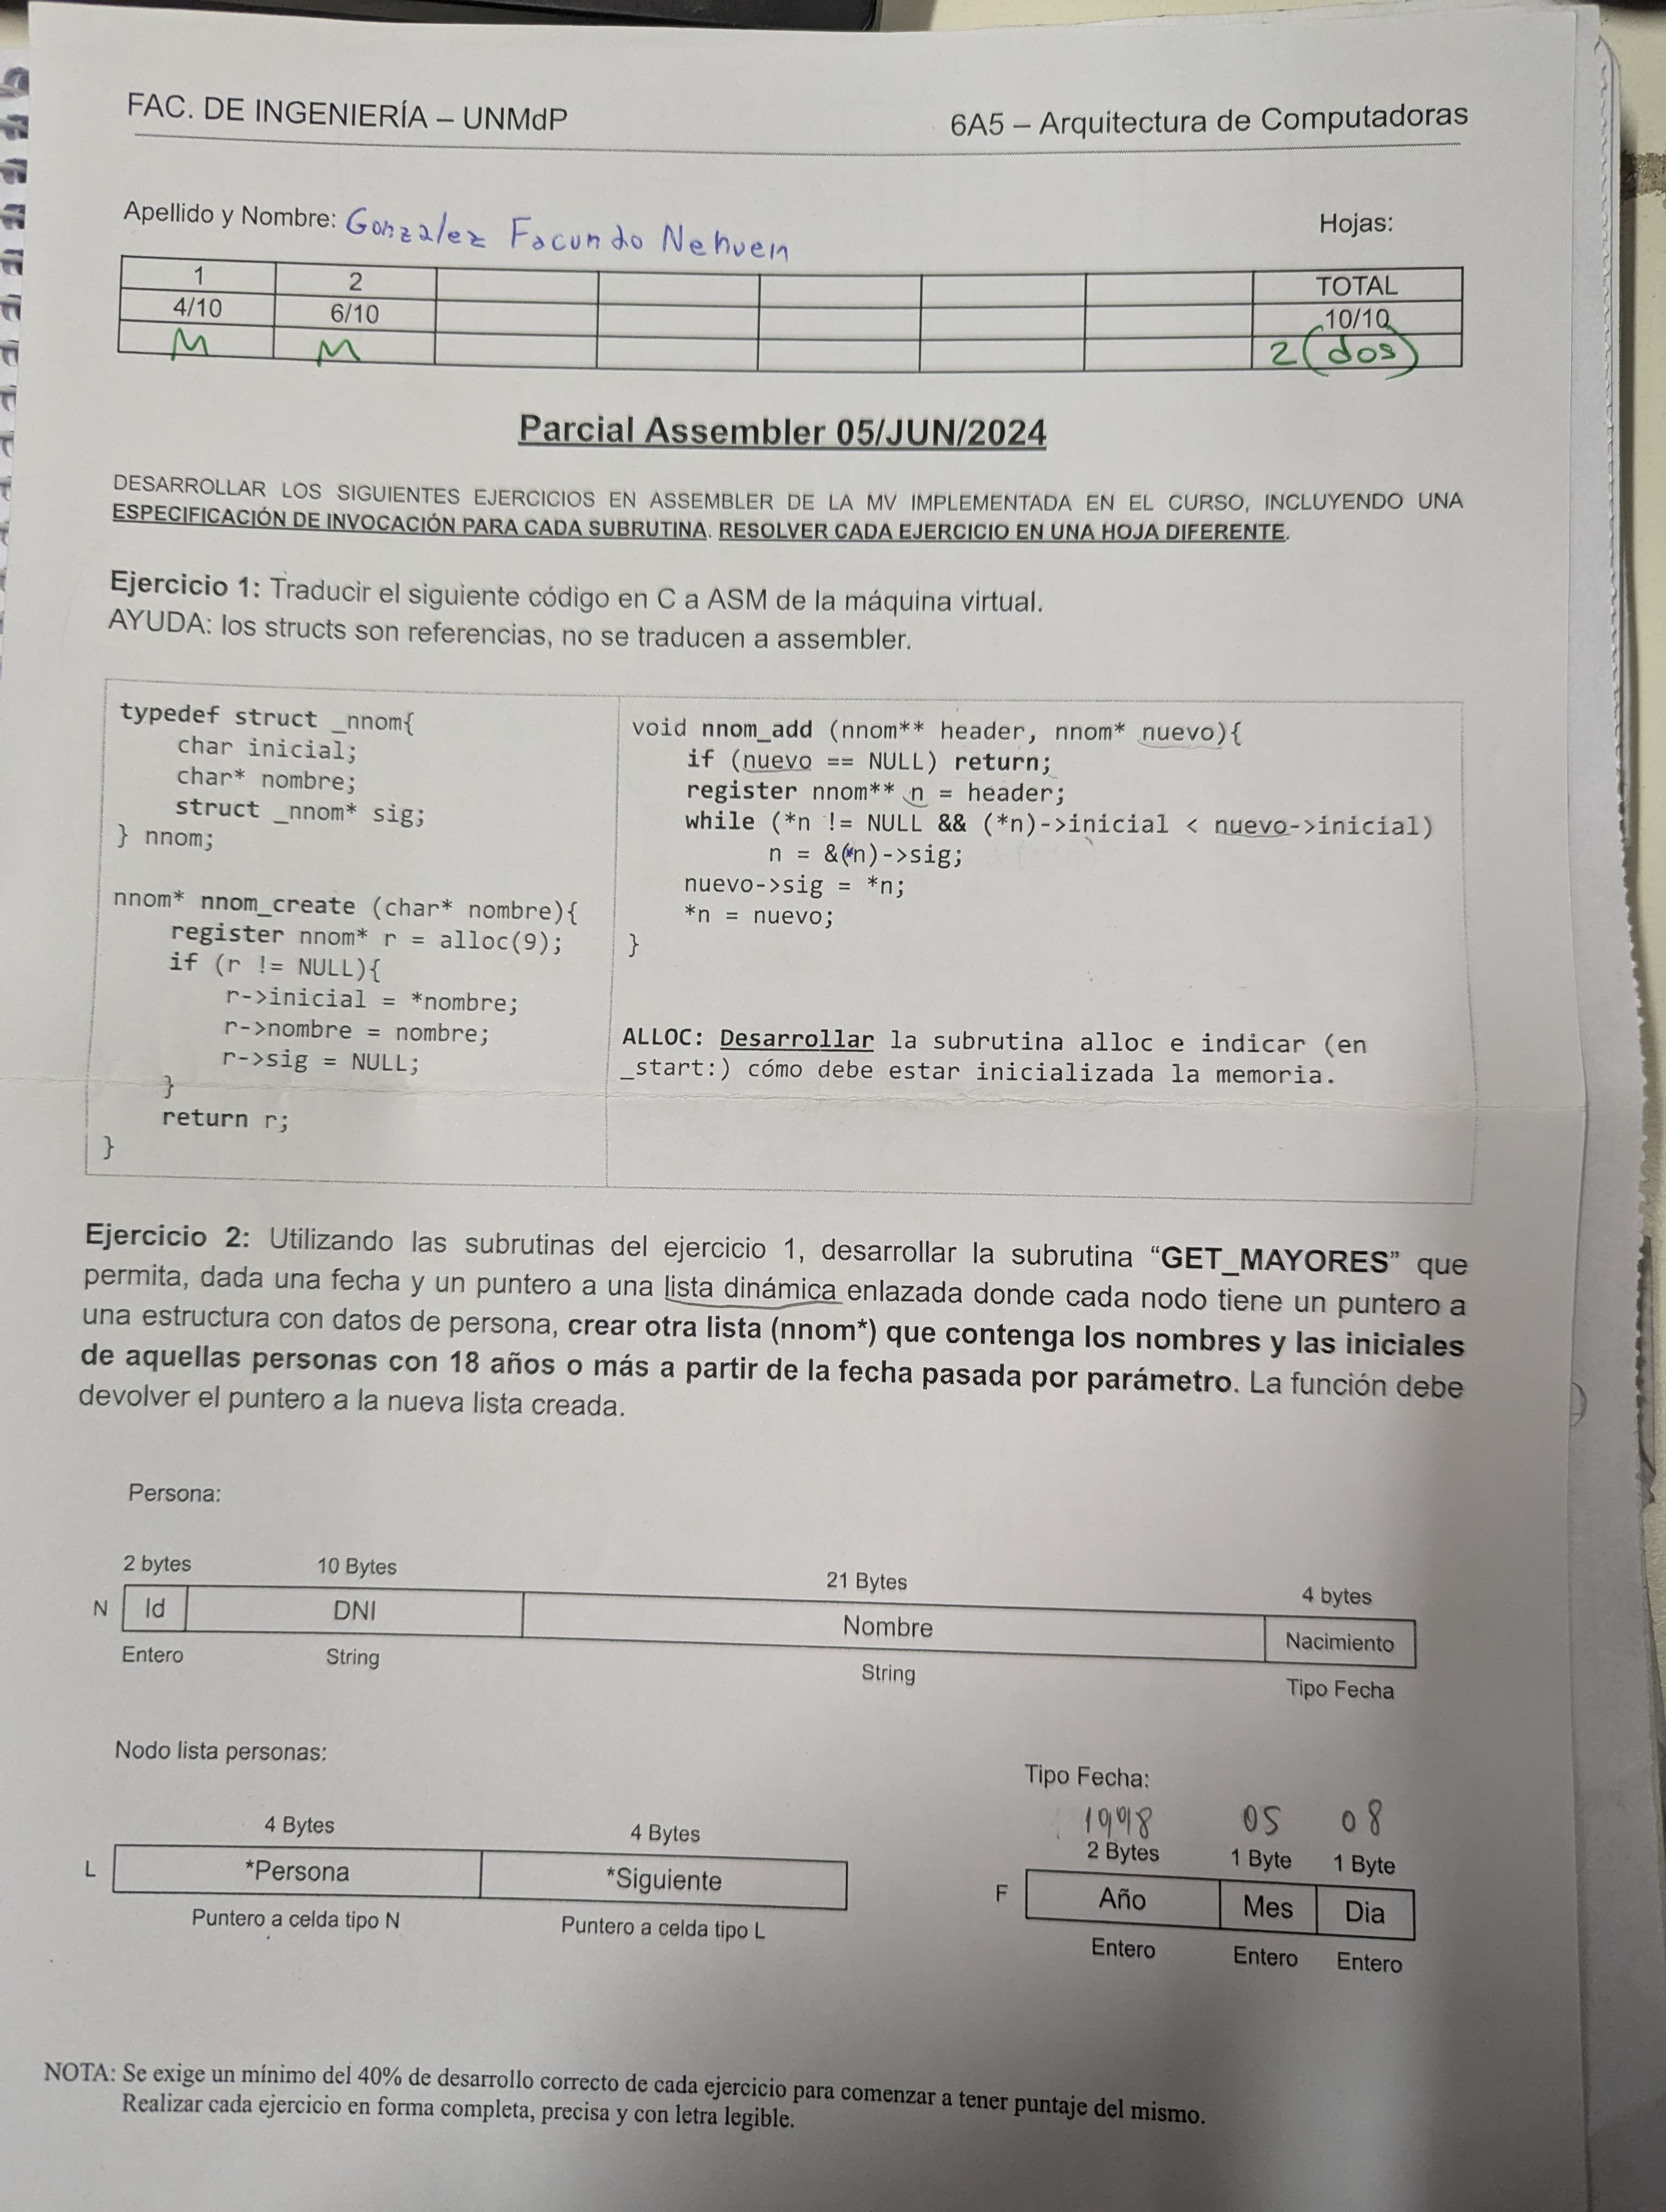 FAC. DE INGENIERÍA – UNMdP 6A5 – Arquitectura de Computadoras
Apellido y Nombre: Gonzalez Facundo Nehuen Hojas:
1 2 TOTAL
4/10 6/10 10/10
M M 2 (dos)
Parcial Assembler 05/JUN/2024
DESARROLLAR LOS SIGUIENTES EJERCICIOS EN ASSEMBLER DE LA MV IMPLEMENTADA EN EL CURSO, INCLUYENDO UNA
ESPECIFICACIÓN DE INVOCACIÓN PARA CADA SUBRUTINA. RESOLVER CADA EJERCICIO EN UNA HOJA DIFERENTE.
Ejercicio 1: Traducir el siguiente código en C a ASM de la máquina virtual.
AYUDA: los structs son referencias, no se traducen a assembler.
typedef struct _nnom{
char inicial;
char* nombre;
struct _nnom* sig;
} nnom;
nnom* nnom_create (char* nombre){
register nnom* r = alloc(9);
if (r != NULL){
r->inicial = *nombre;
r->nombre = nombre;
r->sig = NULL;
}
return r;
}
void nnom_add (nnom** header, nnom* nuevo){
if (nuevo == NULL) return;
register nnom** n = header;
while (*n != NULL && (*n)->inicial < nuevo->inicial)
n = &(*n)->sig;
nuevo->sig = *n;
*n = nuevo;
}
ALLOC: Desarrollar la subrutina alloc e indicar (en
_start:) cómo debe estar inicializada la memoria.
Ejercicio 2: Utilizando las subrutinas del ejercicio 1, desarrollar la subrutina “GET_MAYORES” que
permita, dada una fecha y un puntero a una lista dinámica enlazada donde cada nodo tiene un puntero a
una estructura con datos de persona, crear otra lista (nnom*) que contenga los nombres y las iniciales
de aquellas personas con 18 años o más a partir de la fecha pasada por parámetro. La función debe
devolver el puntero a la nueva lista creada.
Persona:
2 bytes 10 Bytes 21 Bytes 4 bytes
N Id DNI Nombre Nacimiento
Entero String String Tipo Fecha
Nodo lista personas:
4 Bytes 4 Bytes
L *Persona *Siguiente
Puntero a celda tipo N Puntero a celda tipo L
Tipo Fecha:
1998 05 08
2 Bytes 1 Byte 1 Byte
F Año Mes Dia
Entero Entero Entero
NOTA: Se exige un mínimo del 40% de desarrollo correcto de cada ejercicio para comenzar a tener puntaje del mismo.
Realizar cada ejercicio en forma completa, precisa y con letra legible.